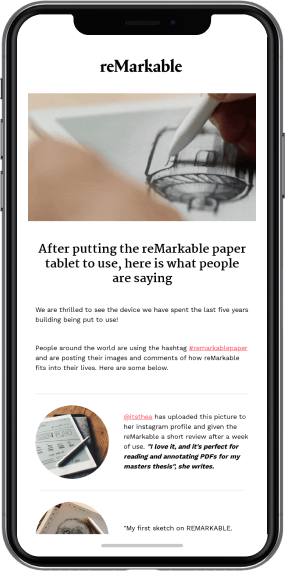 reMarkable
After putting the reMarkable paper
tablet to use, here is what people
are saying
We are thrilled to see the device we have spent the last five years
building being put to use!
People around the world are using the hashtag #remarkablepaper
and are posting their images and comments of how reMarkable
fits into their lives. Here are some below.
@itsthea has uploaded this picture to
her instagram profile and given the
reMarkable a short review after a week
of use. "I love it, and it's perfect for
reading and annotating PDFs for my
masters thesis", she writes.
"My first sketch on REMARKABLE.